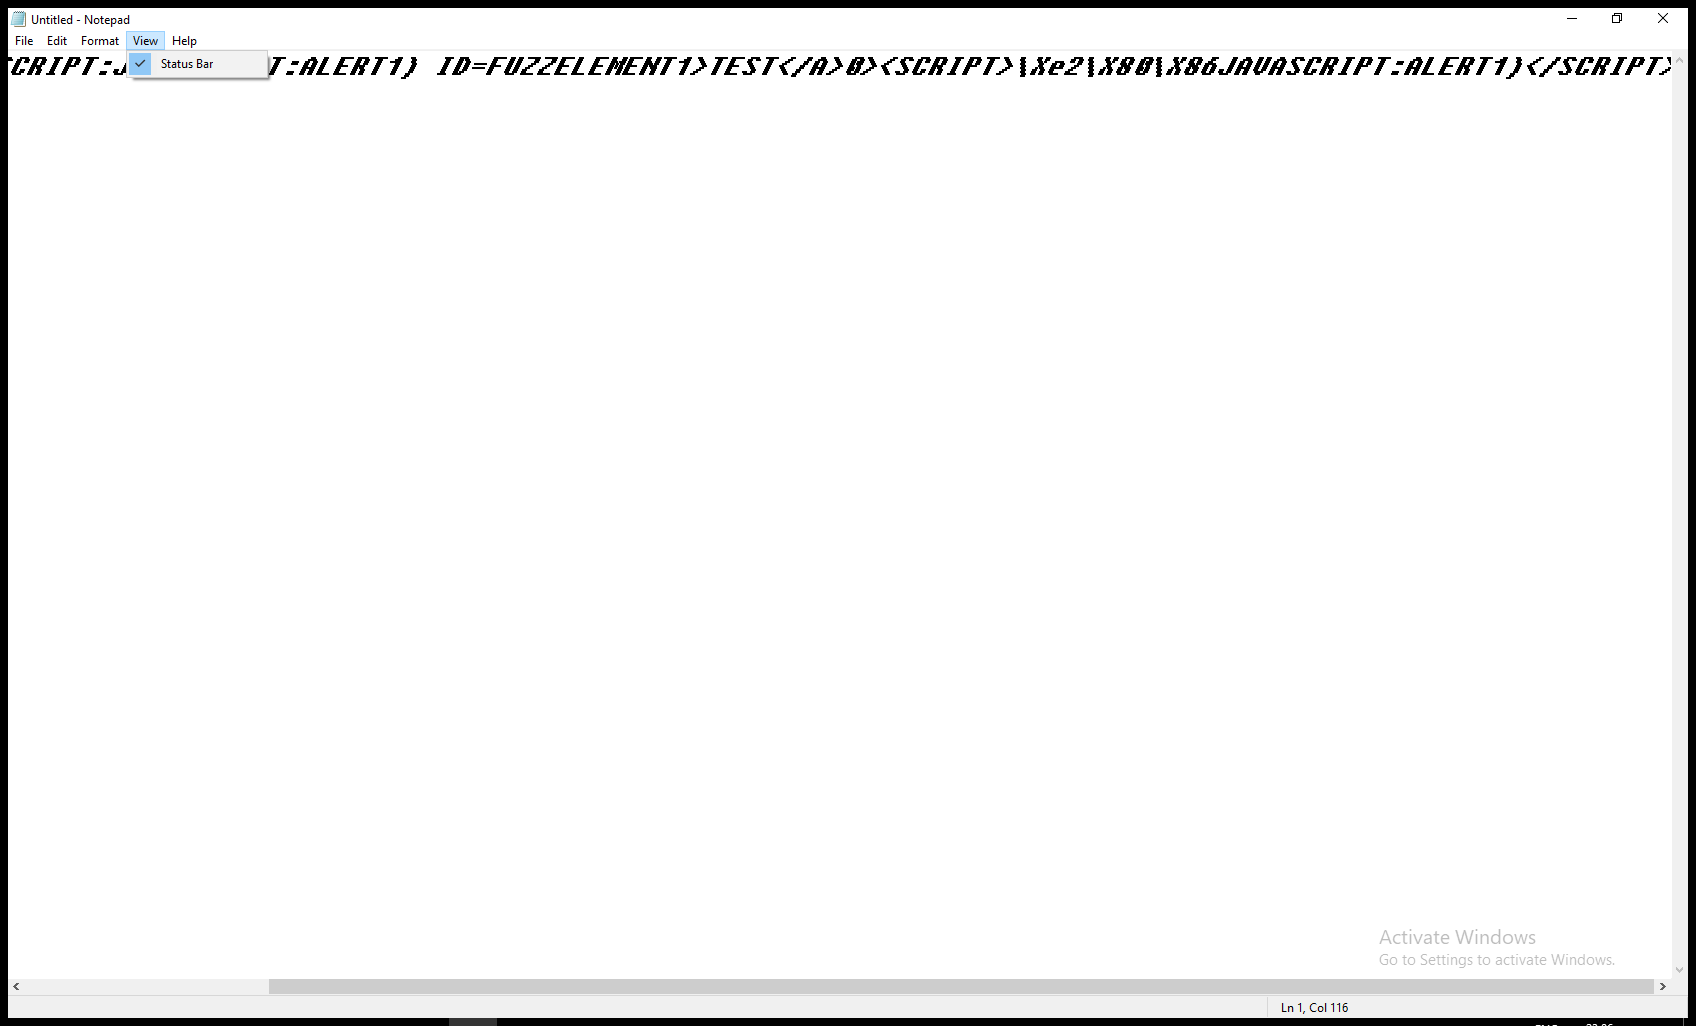 Untitled - Notepad
File Edit Format View Help
Status Bar
CRIPT:J T:ALERT1) ID=FUZZELEMENT1>TEST</A>0><SCRIPT>\Xe2\X80\X86JAVASCRIPT:ALERT1)</SCRIPT>
Activate Windows
Go to Settings to activate Windows.
Ln 1, Col 116